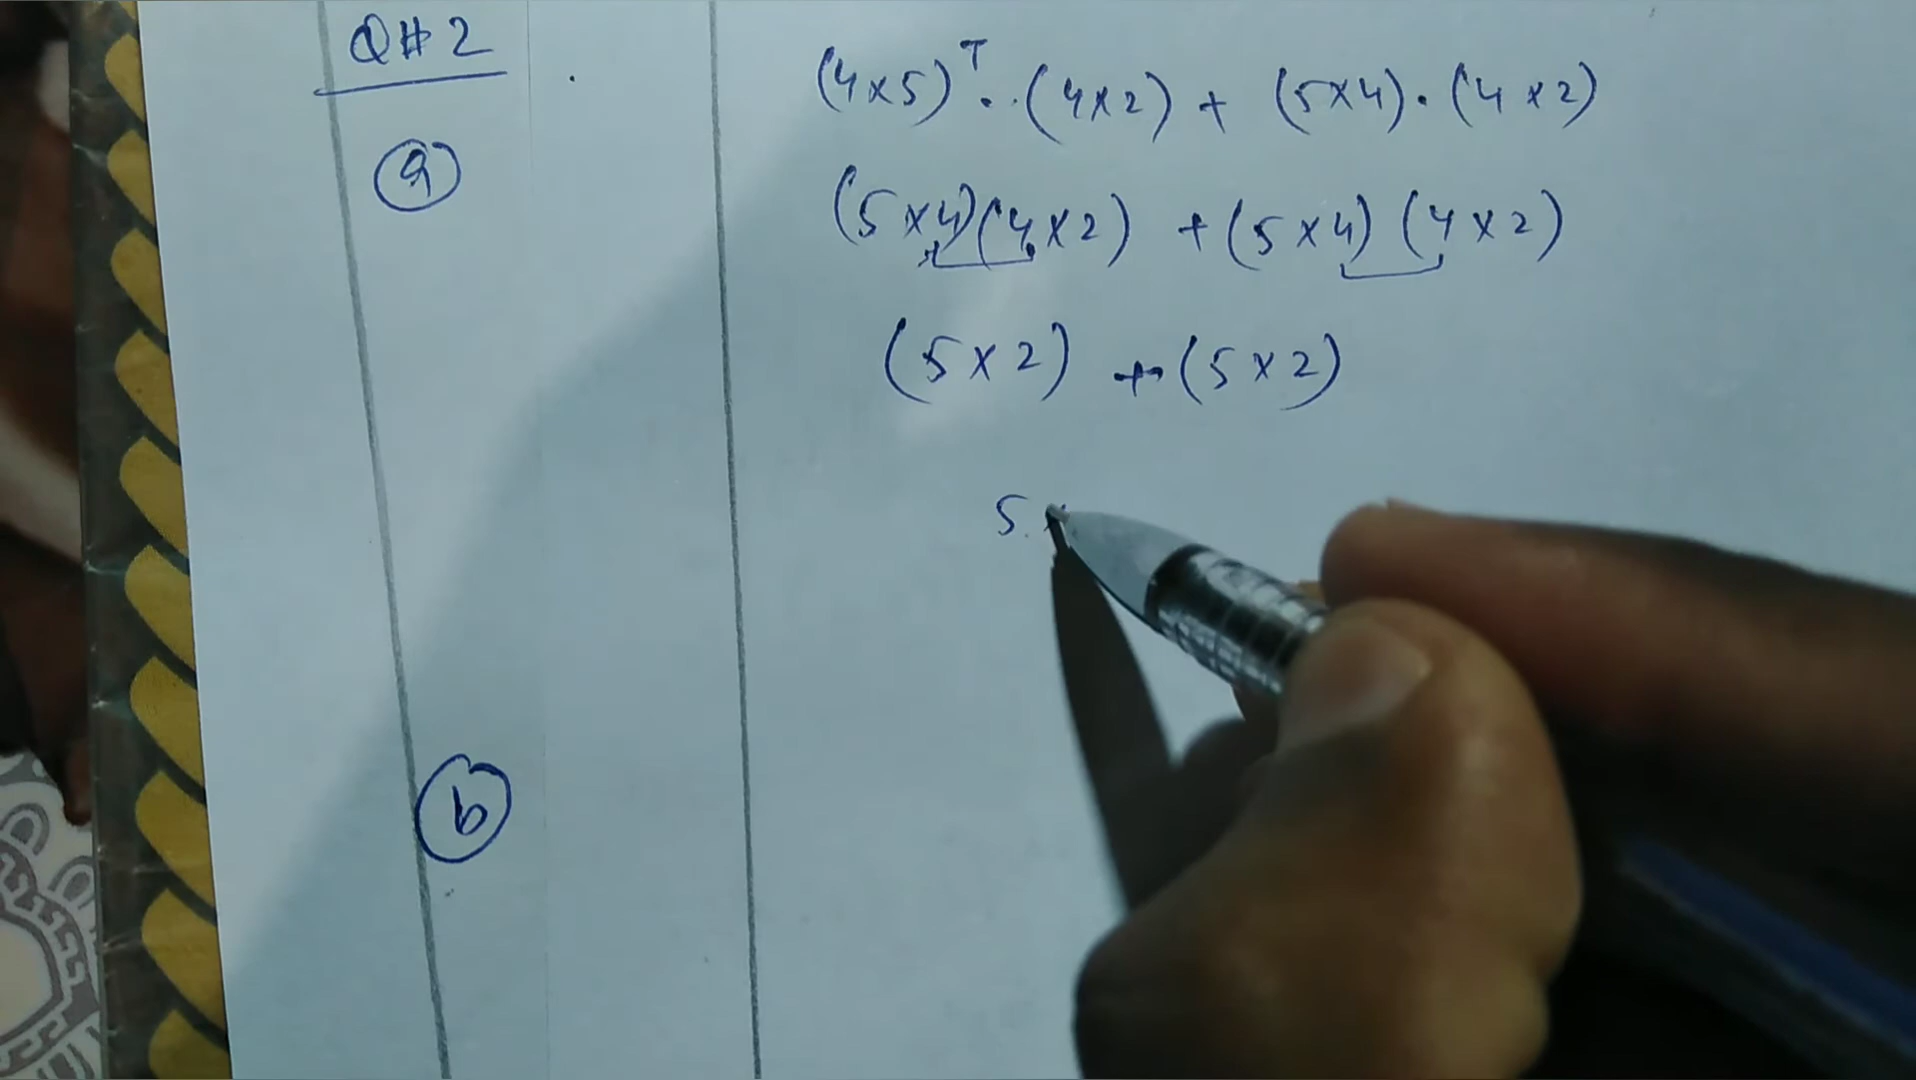 Q#2
(4×5)ᵀ . (4×2) + (5×4) . (4×2)
a
(5×4)(4×2) + (5×4) (4×2)
(5×2) + (5×2)
5
b